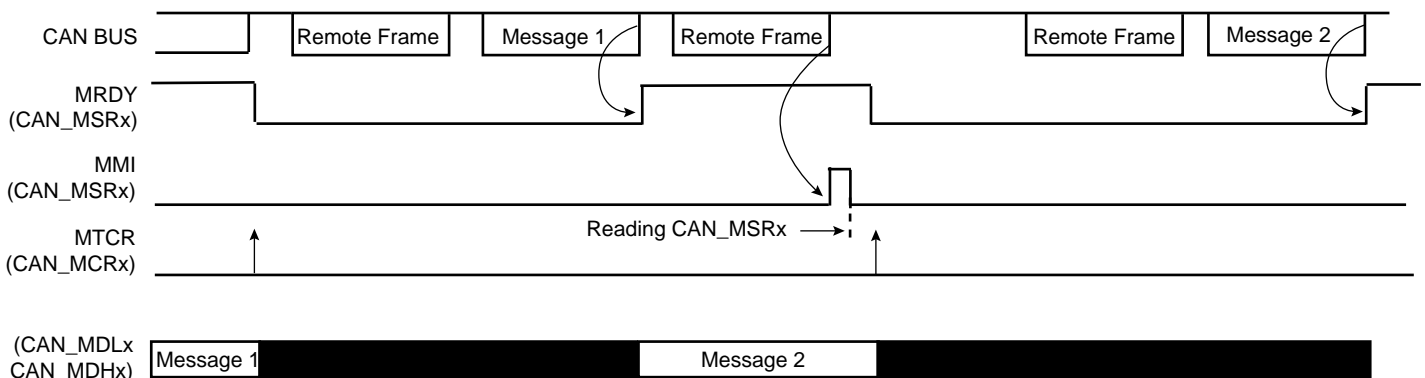 CAN BUS
Remote Frame
Message 1
Remote Frame
Remote Frame
Message 2
MRDY
(CAN_MSRx)
MMI
(CAN_MSRx)
Reading CAN_MSRx
MTCR
(CAN_MCRx)
(CAN_MDLx
CAN_MDHx)
Message 1
Message 2